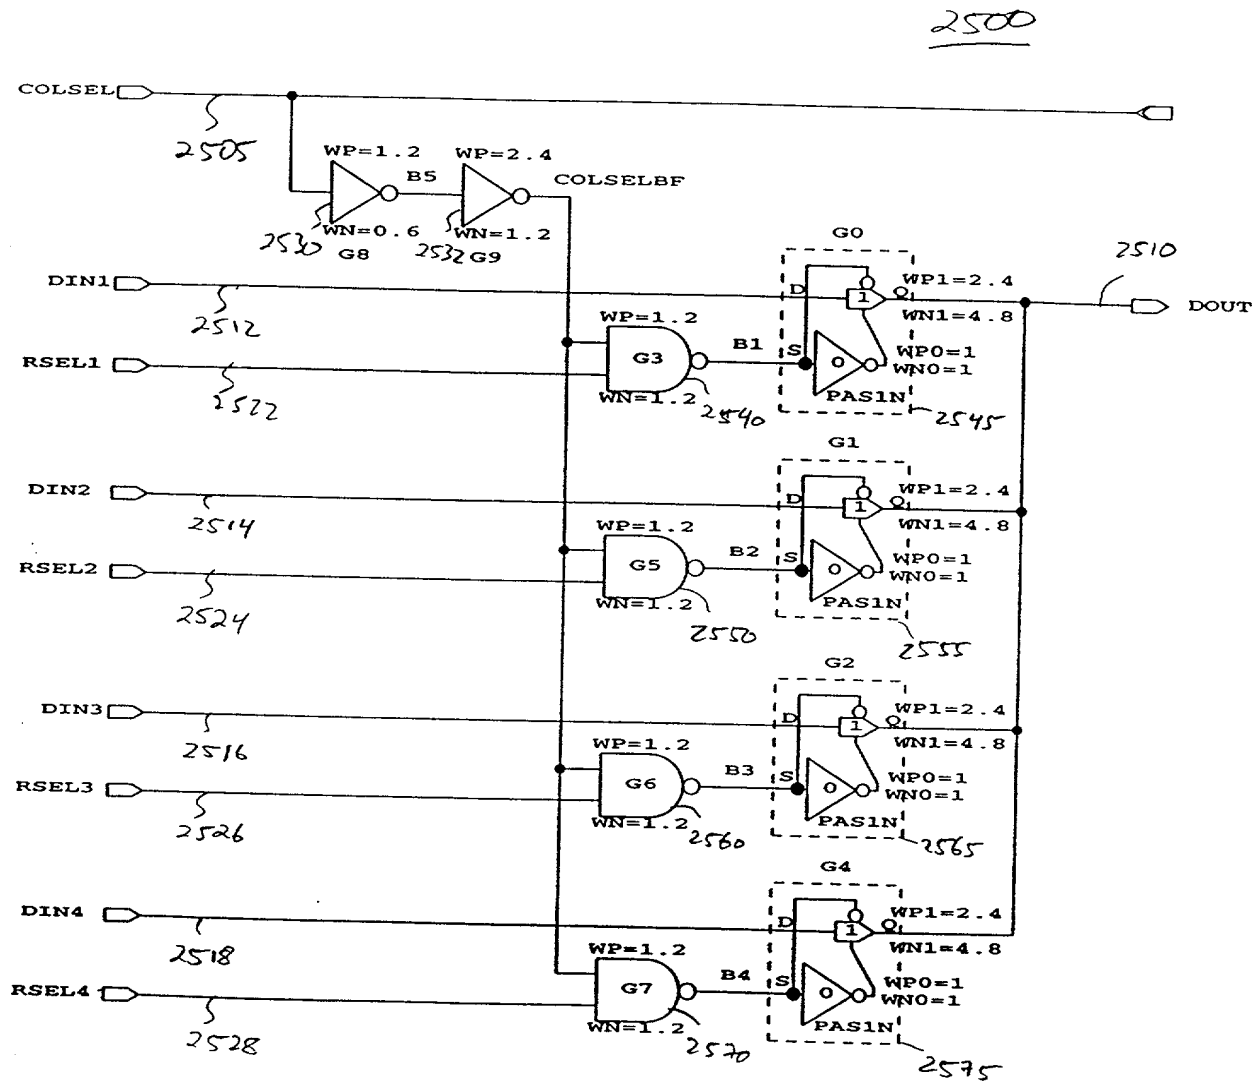 2500
COLSEL
2505
WP=1.2
WP=2.4
B5
COLSELBF
WN=0.6
WN=1.2
2530
G8
2532
G9
G0
2510
DIN1
D
1
Q
WP1=2.4
WN1=4.8
DOUT
2512
WP=1.2
RSEL1
G3
B1
S
0
WP0=1
WN0=1
2522
WN=1.2
2540
PAS1N
2545
G1
DIN2
D
1
Q
WP1=2.4
WN1=4.8
2514
WP=1.2
RSEL2
G5
B2
S
0
WP0=1
WN0=1
2524
WN=1.2
2550
PAS1N
2555
G2
DIN3
D
1
Q
WP1=2.4
WN1=4.8
2516
WP=1.2
RSEL3
G6
B3
S
0
WP0=1
WN0=1
2526
WN=1.2
2560
PAS1N
2565
G4
DIN4
D
1
Q
WP1=2.4
WN1=4.8
2518
WP=1.2
RSEL4
G7
B4
S
0
WP0=1
WN0=1
2528
WN=1.2
2570
PAS1N
2575